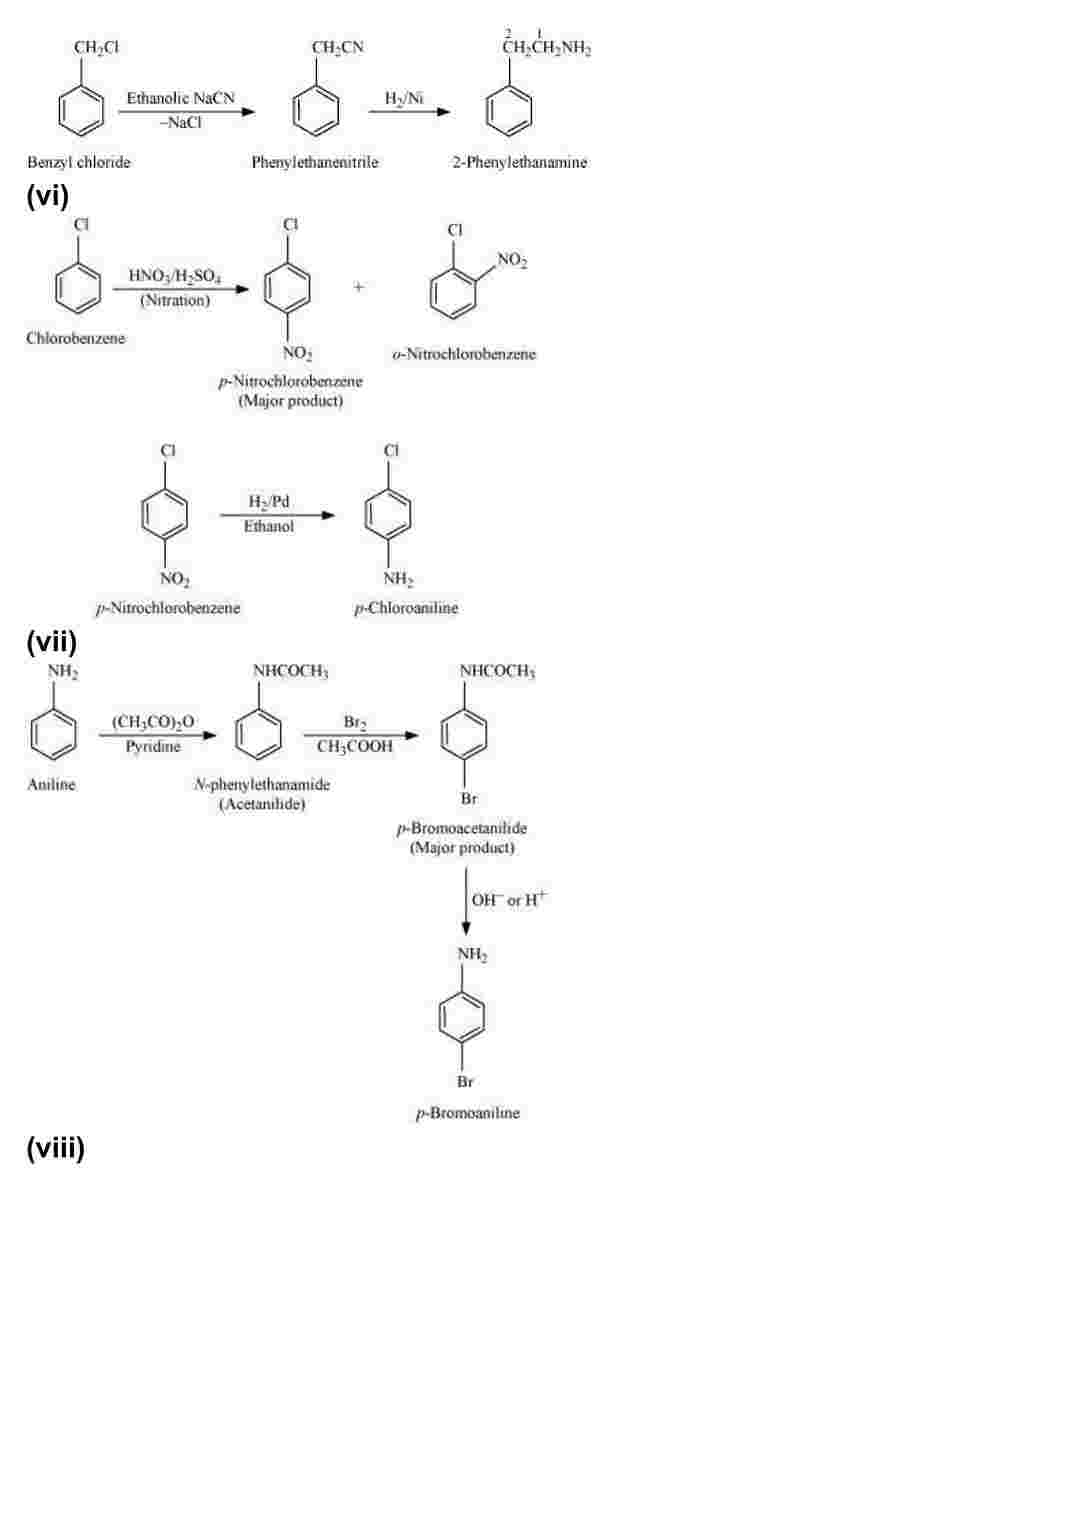 CH₂Cl CH₂CN 2 1 CH₂CH₂NH₂
Ethanolic NaCN H₂/Ni
–NaCl
Benzyl chloride Phenylethanenitrile 2-Phenylethanamine
(vi)
Cl Cl Cl
NO₂
HNO₃/H₂SO₄
(Nitration) +
Chlorobenzene
NO₂ o-Nitrochlorobenzene
p-Nitrochlorobenzene
(Major product)
Cl Cl
H₂/Pd
Ethanol
NO₂ NH₂
p-Nitrochlorobenzene p-Chloroaniline
(vii)
NH₂ NHCOCH₃ NHCOCH₃
(CH₃CO)₂O Br₂
Pyridine CH₃COOH
Aniline N-phenylethanamide
(Acetanilide)
Br
p-Bromoacetanilide
(Major product)
OH⁻ or H⁺
NH₂
Br
p-Bromoaniline
(viii)